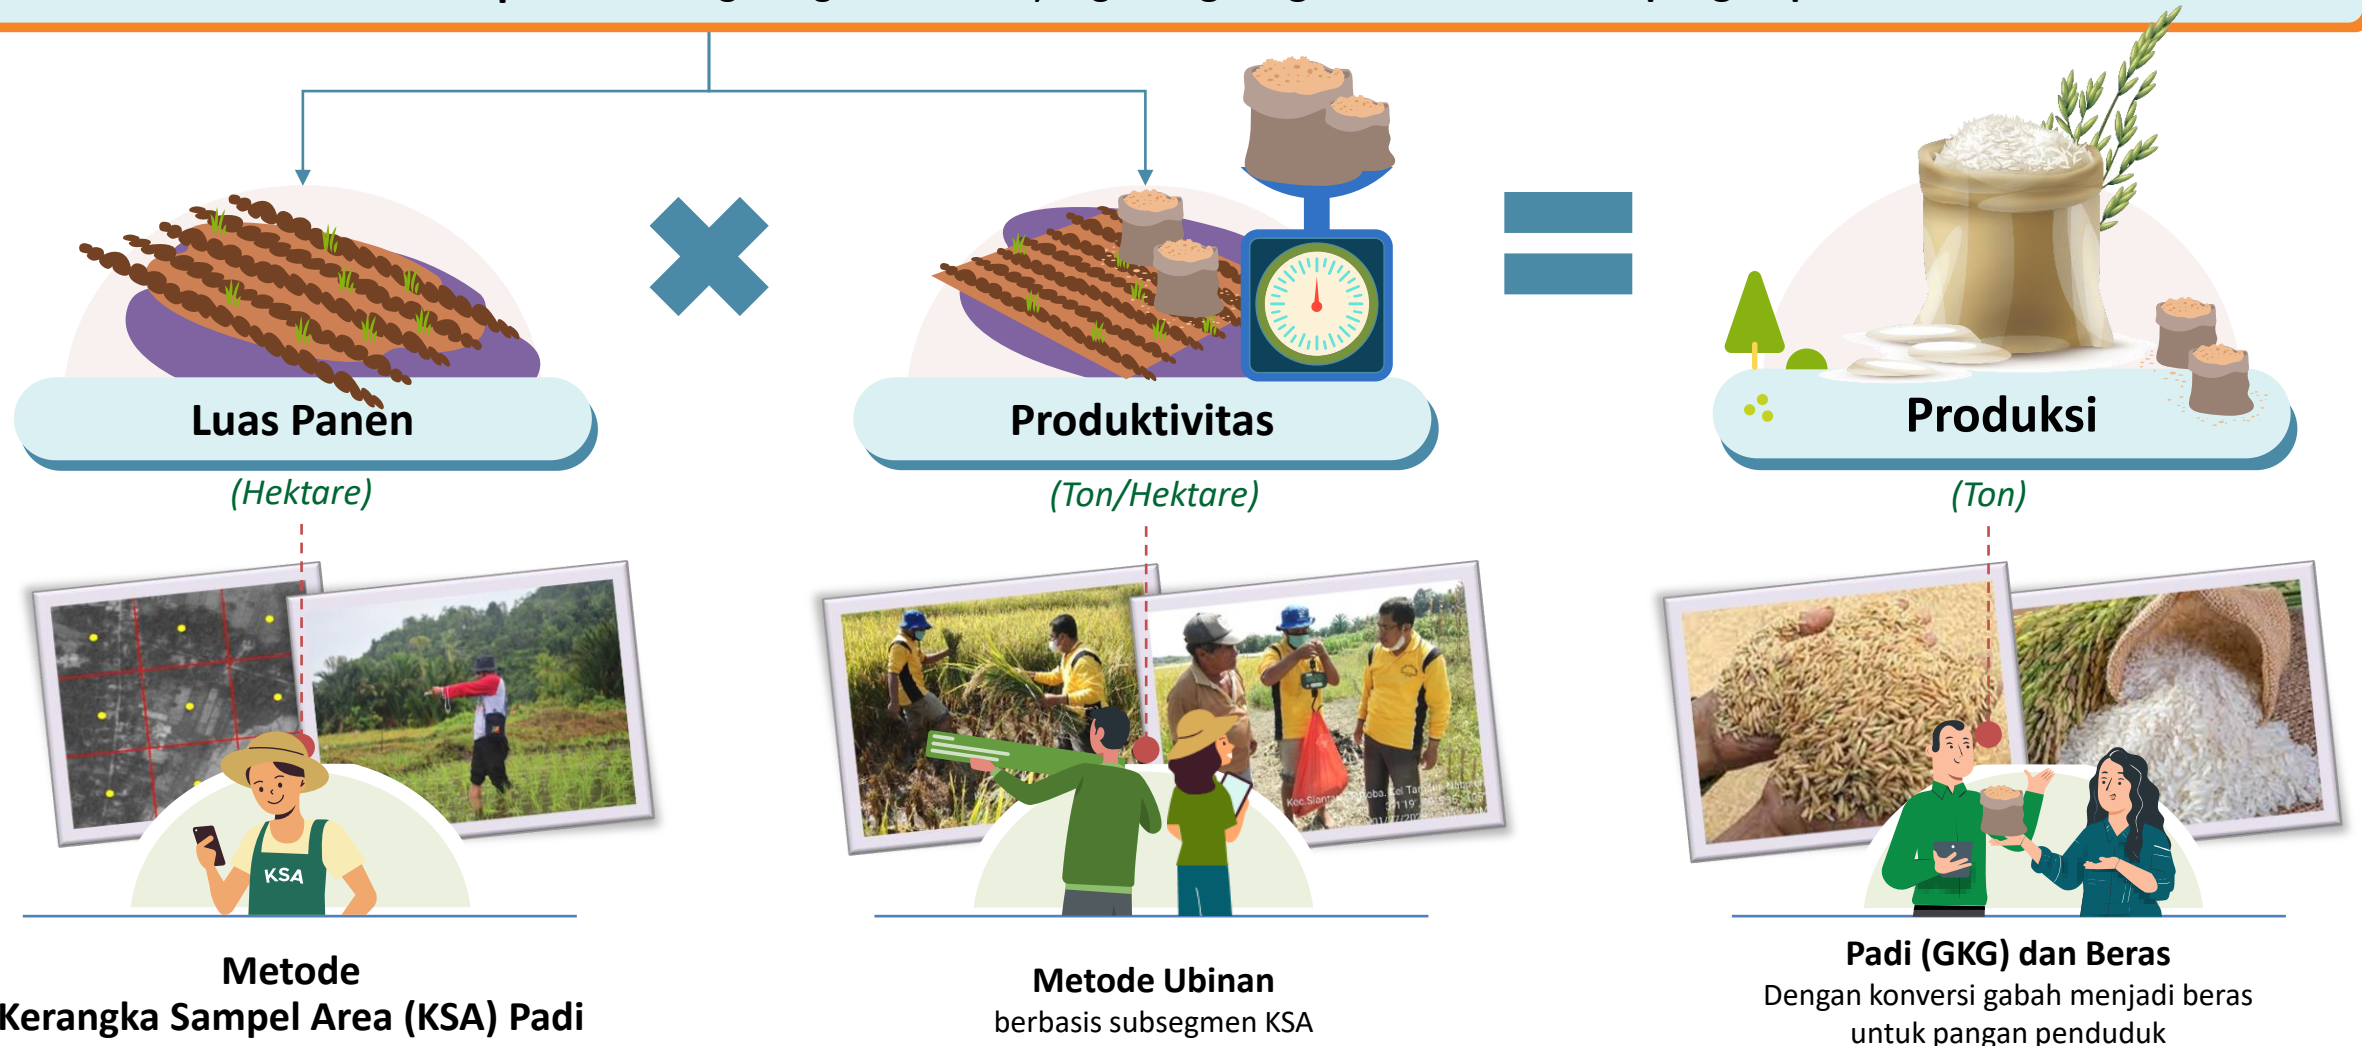 Luas Panen
Produktivitas
Produksi
(Hektare)
(Ton/Hektare)
(Ton)
KSA
Metode
Kerangka Sampel Area (KSA) Padi
Metode Ubinan
berbasis subsegmen KSA
Padi (GKG) dan Beras
Dengan konversi gabah menjadi beras
untuk pangan penduduk